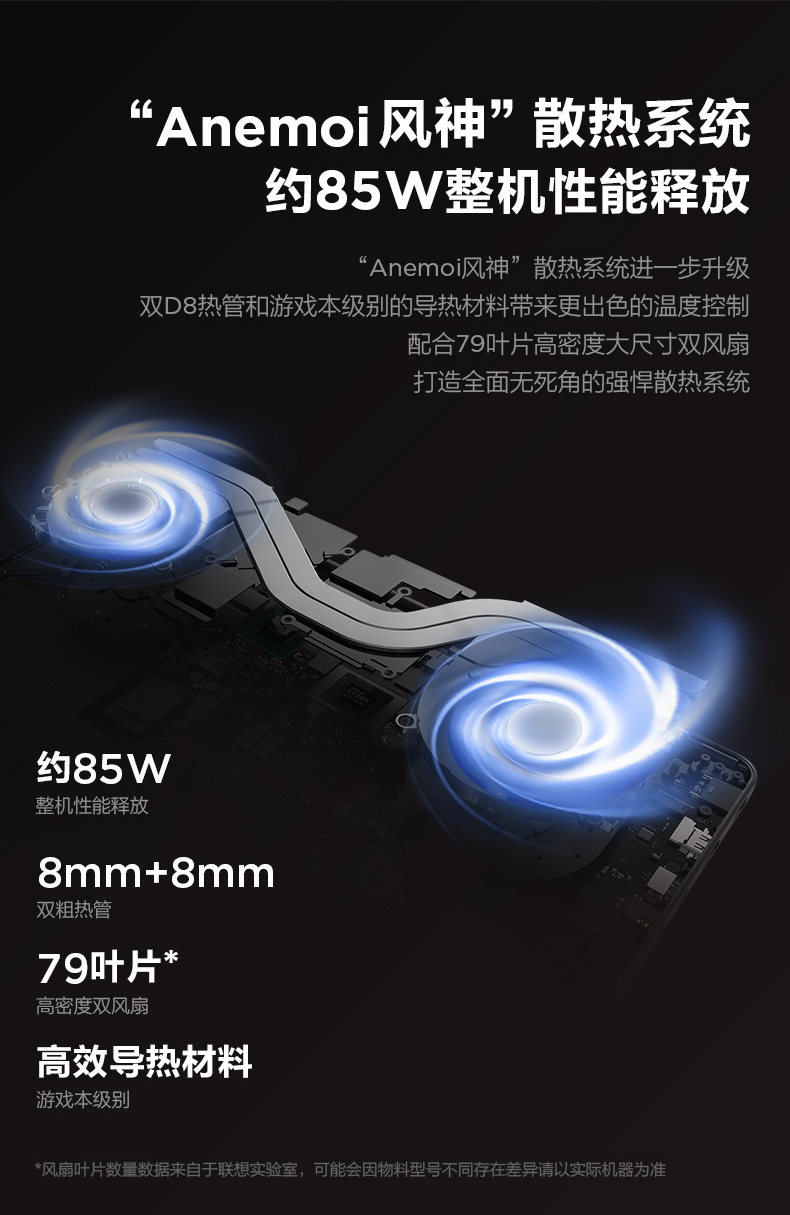 “Anemoi风神”散热系统
约85W整机性能释放
“Anemoi风神”散热系统进一步升级
双D8热管和游戏本级别的导热材料带来更出色的温度控制
配合79叶片高密度大尺寸双风扇
打造全面无死角的强悍散热系统
约85W
整机性能释放
8mm+8mm
双粗热管
79叶片*
高密度双风扇
高效导热材料
游戏本级别
*风扇叶片数量数据来自于联想实验室，可能会因物料型号不同存在差异请以实际机器为准